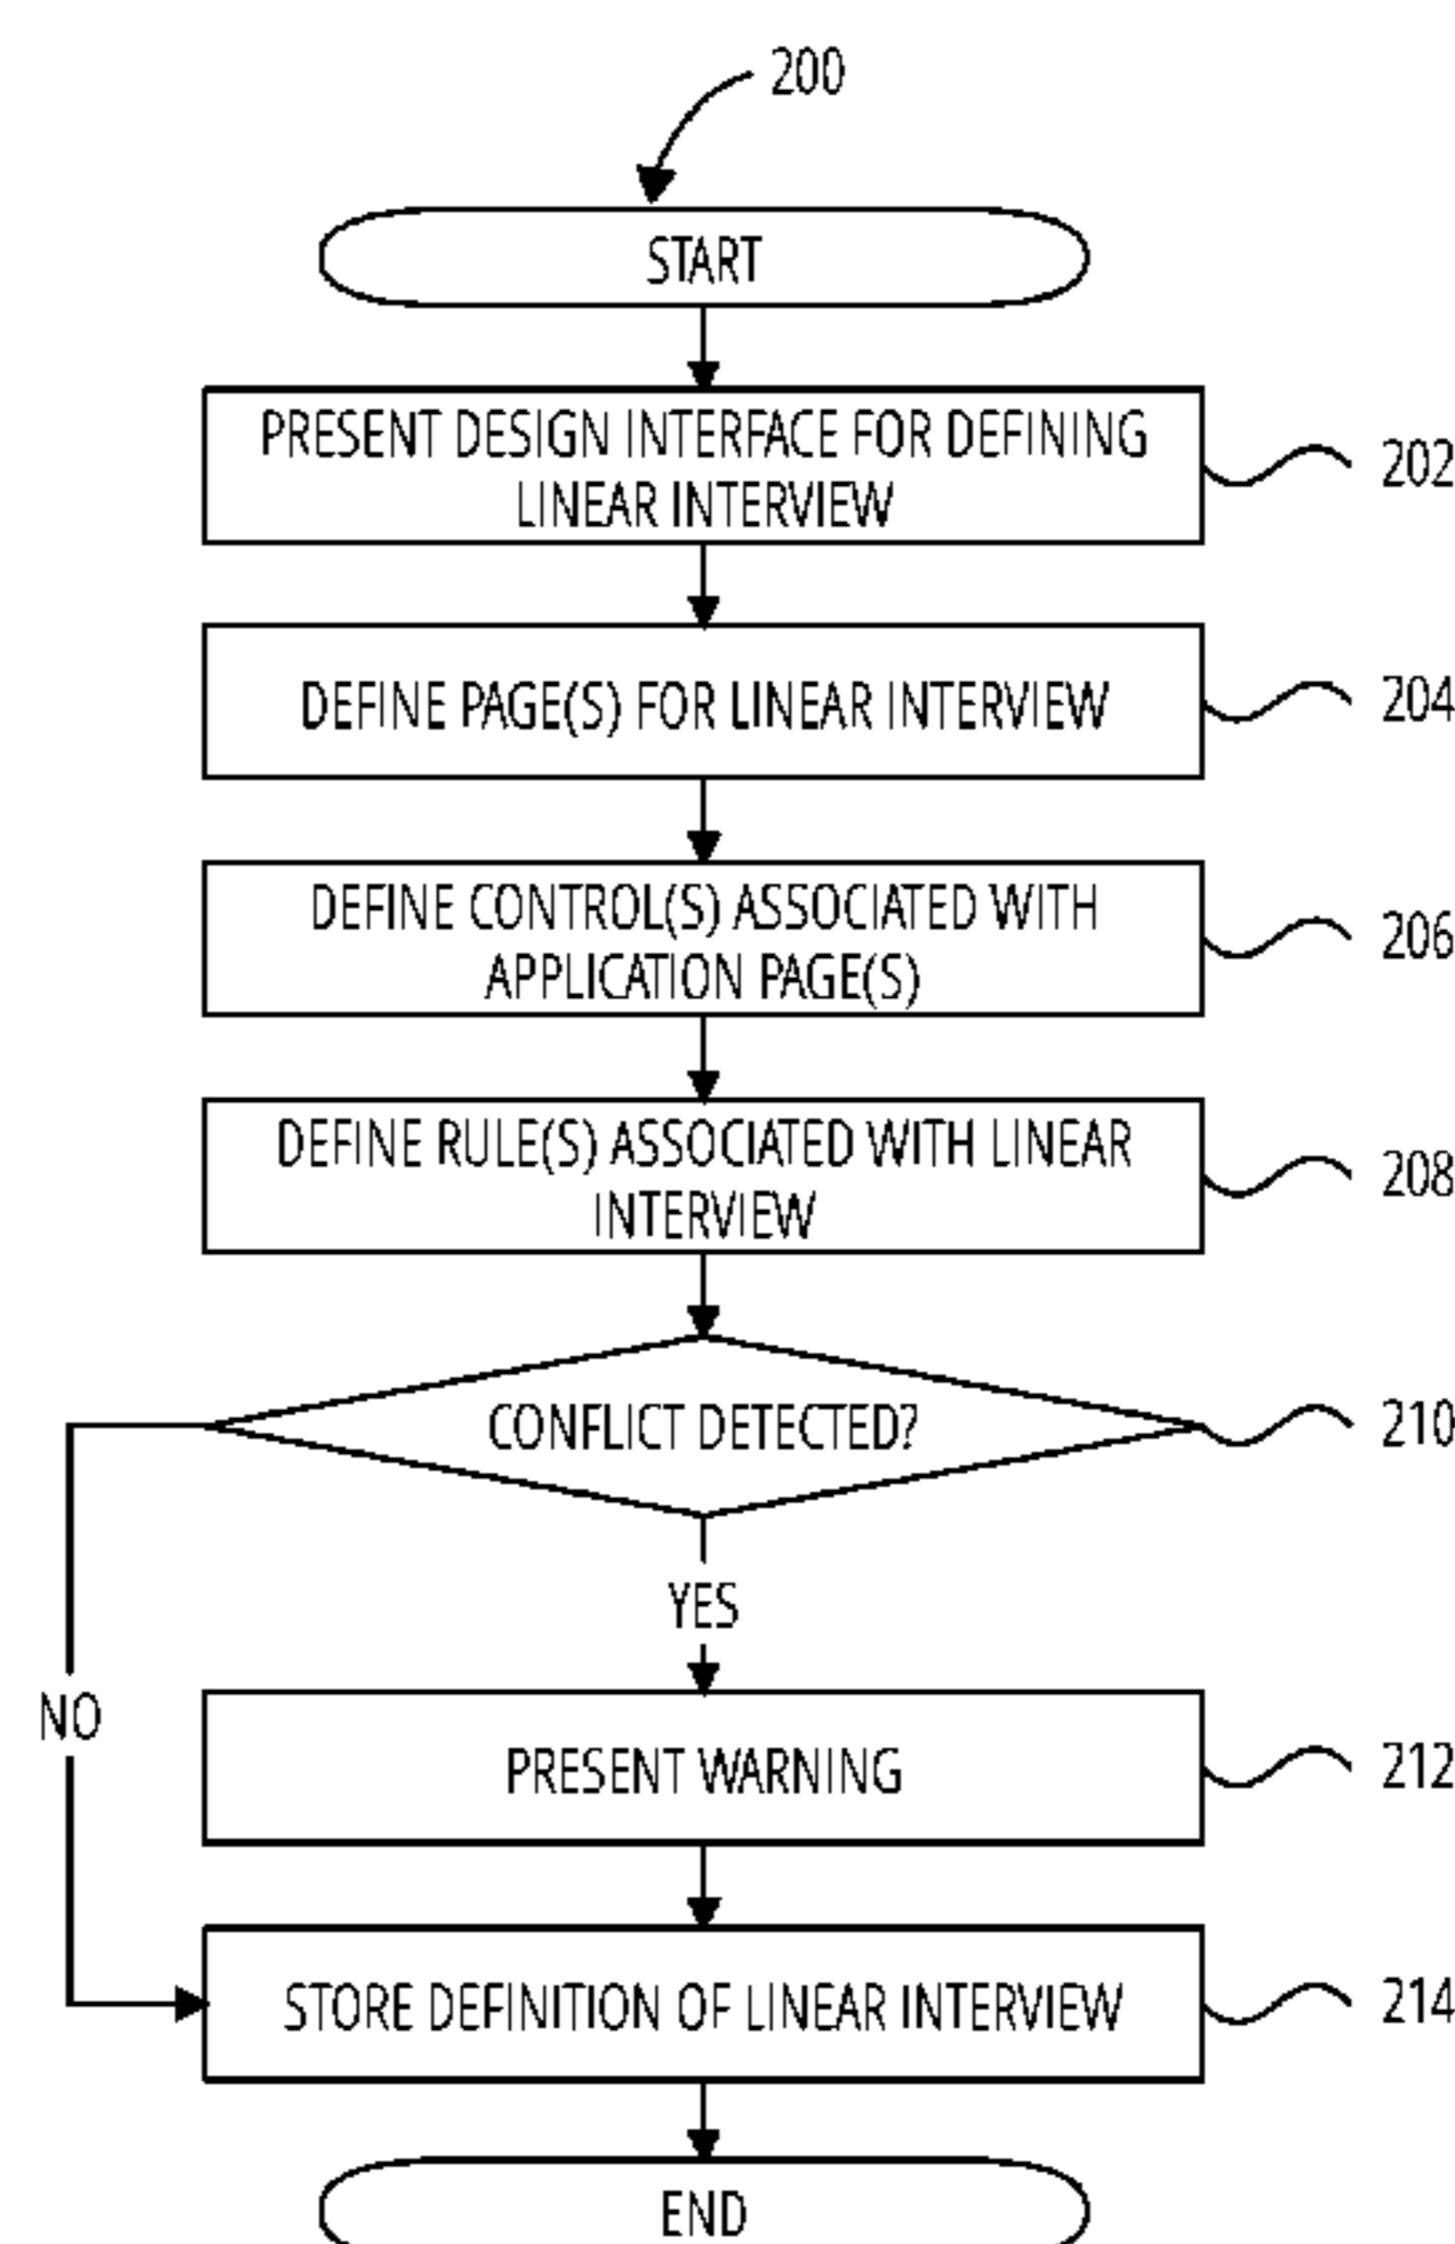 200
START
PRESENT DESIGN INTERFACE FOR DEFINING
LINEAR INTERVIEW
202
DEFINE PAGE(S) FOR LINEAR INTERVIEW
204
DEFINE CONTROL(S) ASSOCIATED WITH
APPLICATION PAGE(S)
206
DEFINE RULE(S) ASSOCIATED WITH LINEAR
INTERVIEW
208
CONFLICT DETECTED?
210
YES
NO
PRESENT WARNING
212
STORE DEFINITION OF LINEAR INTERVIEW
214
END